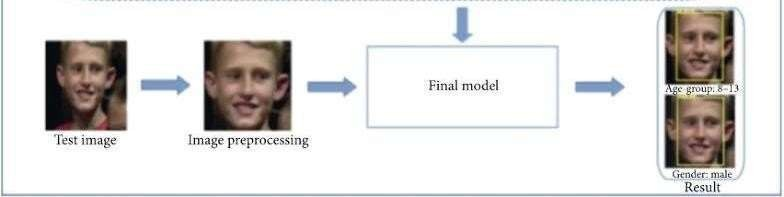 Test image
Image preprocessing
Final model
Age-group: 8–13
Gender: male
Result